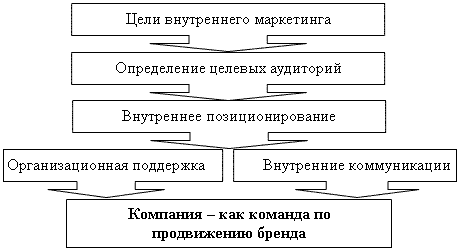 Цели внутреннего маркетинга
Определение целевых аудиторий
Внутреннее позиционирование
Организационная поддержка
Внутренние коммуникации
Компания – как команда по
продвижению бренда